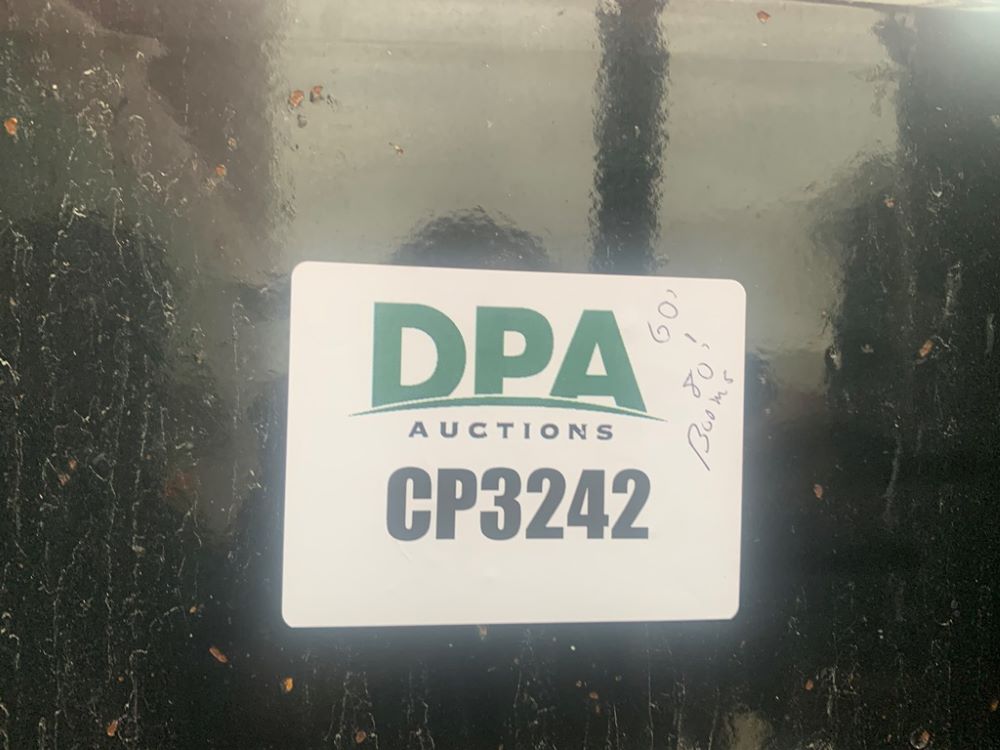 DPA
AUCTIONS
CP3242
60'
80'
Booms